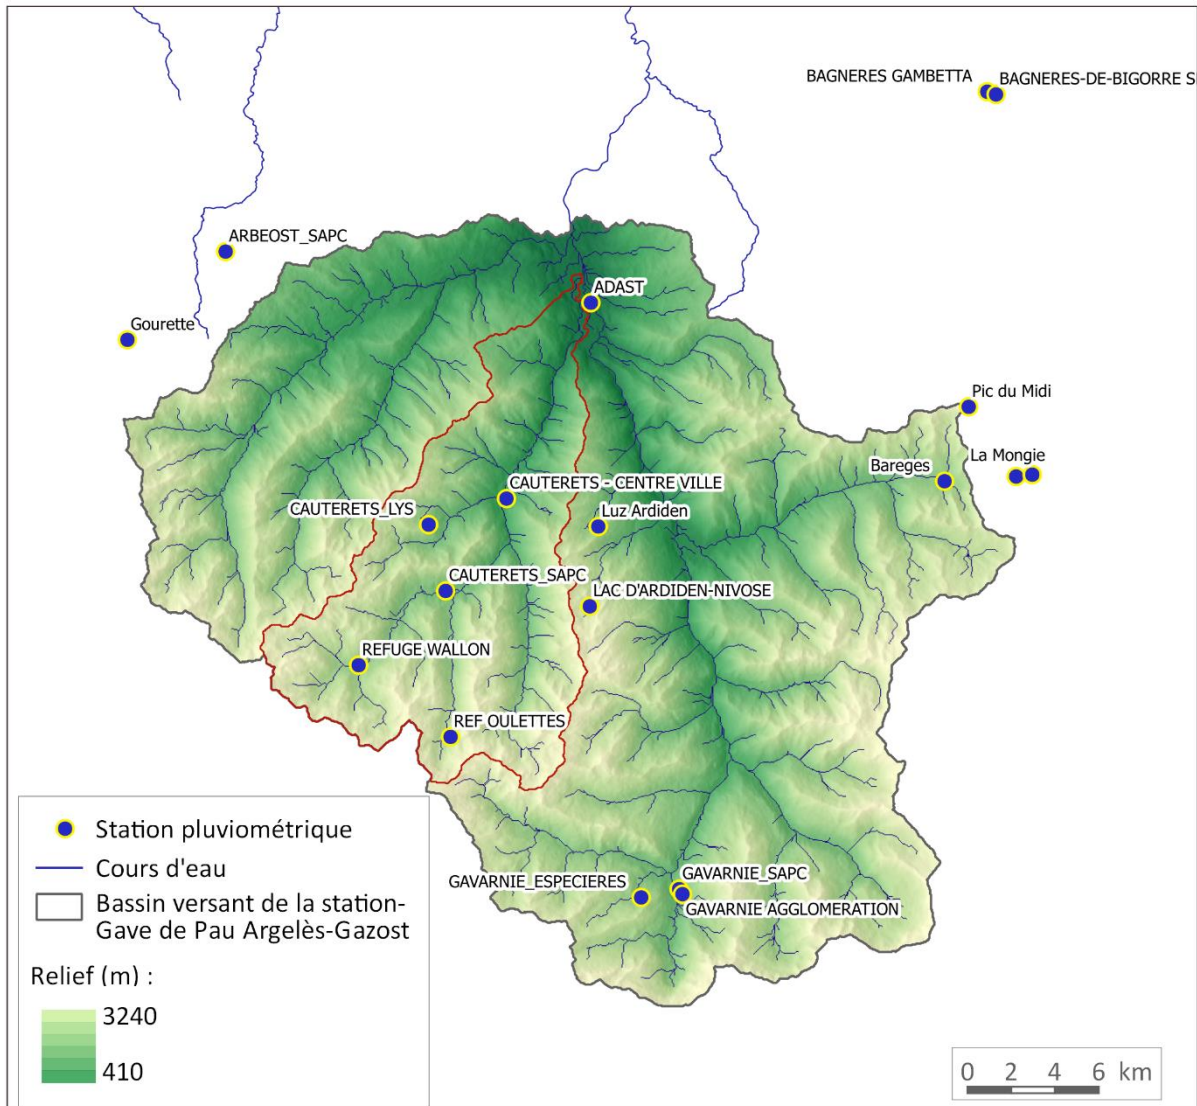 BAGNERES GAMBETTA
BAGNERES-DE-BIGORRE S
ARBEOST_SAPC
ADAST
Gourette
Pic du Midi
La Mongie
Bareges
CAUTERETS - CENTRE VILLE
CAUTERETS_LYS
Luz Ardiden
CAUTERETS_SAPC
LAC D'ARDIDEN-NIVOSE
REFUGE WALLON
REF OULETTES
GAVARNIE_SAPC
GAVARNIE_ESPECIERES
GAVARNIE AGGLOMERATION
Station pluviométrique
Cours d'eau
Bassin versant de la station-
Gave de Pau Argelès-Gazost
Relief (m) :
3240
410
0 2 4 6 km